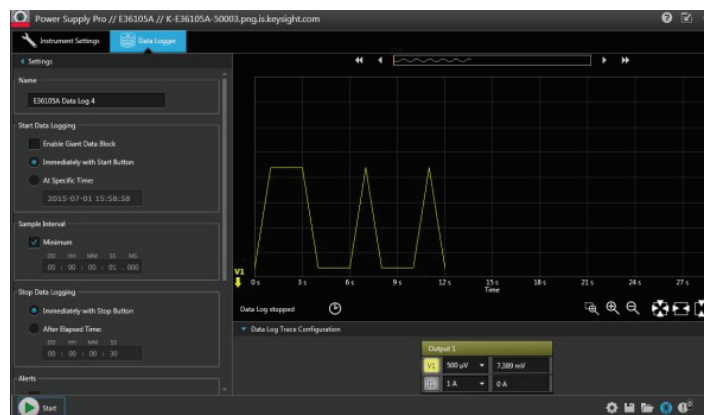 Power Supply Pro // E36105A // K-E36105A-50003.png.is.keysight.com
Instrument Settings
Data Logger
Settings
Name
E36105A Data Log 4
Start Data Logging
Enable Giant Data Block
Immediately with Start Button
At Specific Time:
2015-07-01 15:58:58
Sample Interval
Minimum
DD HH MM SS MS
00 : 00 : 00 : 01 . 000
Stop Data Logging
Immediately with Stop Button
After Elapsed Time:
DD HH MM SS
00 : 00 : 00 : 30
Alerts
Start
V1
0 s 3 s 6 s 9 s 12 s 15 s 18 s 21 s 24 s 27 s
Time
Data Log stopped
Data Log Trace Configuration
Output 1
V1 500 µV 7.389 mV
1 A 0 A